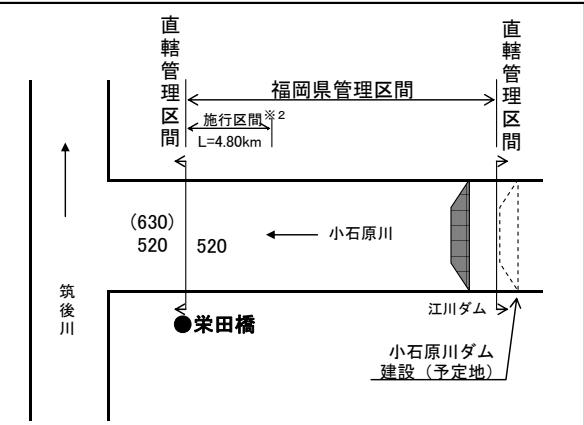 直轄管理区間
直轄管理区間
福岡県管理区間
施行区間※2
L=4.80km
(630)
520
520
小石原川
筑後川
江川ダム
●栄田橋
小石原川ダム
建設（予定地）